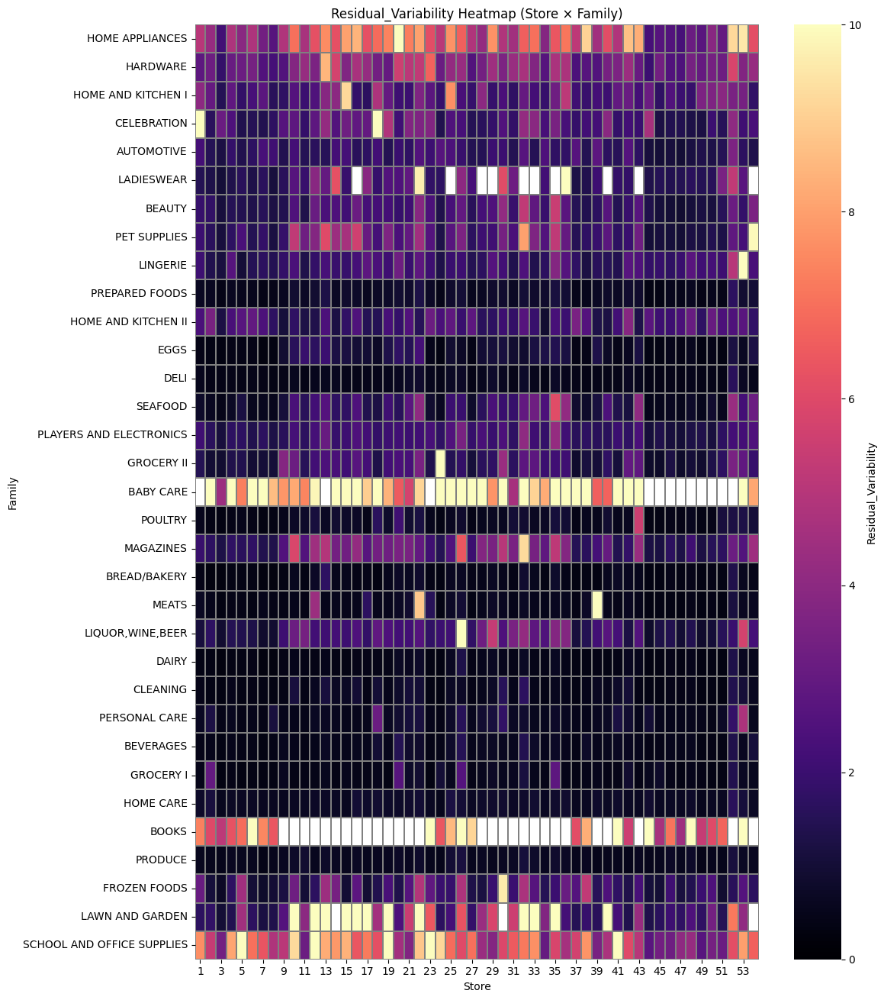 Residual_Variability Heatmap (Store × Family)
HOME APPLIANCES
HARDWARE
HOME AND KITCHEN I
CELEBRATION
AUTOMOTIVE
LADIESWEAR
BEAUTY
PET SUPPLIES
LINGERIE
PREPARED FOODS
HOME AND KITCHEN II
EGGS
DELI
SEAFOOD
PLAYERS AND ELECTRONICS
GROCERY II
BABY CARE
POULTRY
MAGAZINES
BREAD/BAKERY
MEATS
LIQUOR,WINE,BEER
DAIRY
CLEANING
PERSONAL CARE
BEVERAGES
GROCERY I
HOME CARE
BOOKS
PRODUCE
FROZEN FOODS
LAWN AND GARDEN
SCHOOL AND OFFICE SUPPLIES
Family
1 3 5 7 9 11 13 15 17 19 21 23 25 27 29 31 33 35 37 39 41 43 45 47 49 51 53
Store
10
8
6
4
2
0
Residual_Variability